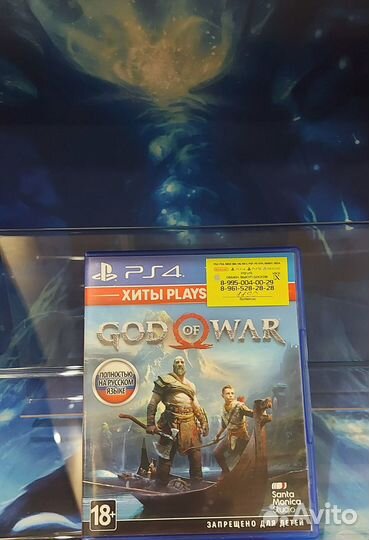 PS4
ХИТЫ PLAYS
8-995-004-00-29
8-961-528-28-28
GOD OF WAR
ПОЛНОСТЬЮ
НА РУССКОМ
ЯЗЫКЕ
Santa
Monica
Studio
18+
ЗАПРЕЩЕНО ДЛЯ ДЕТЕЙ
Avito